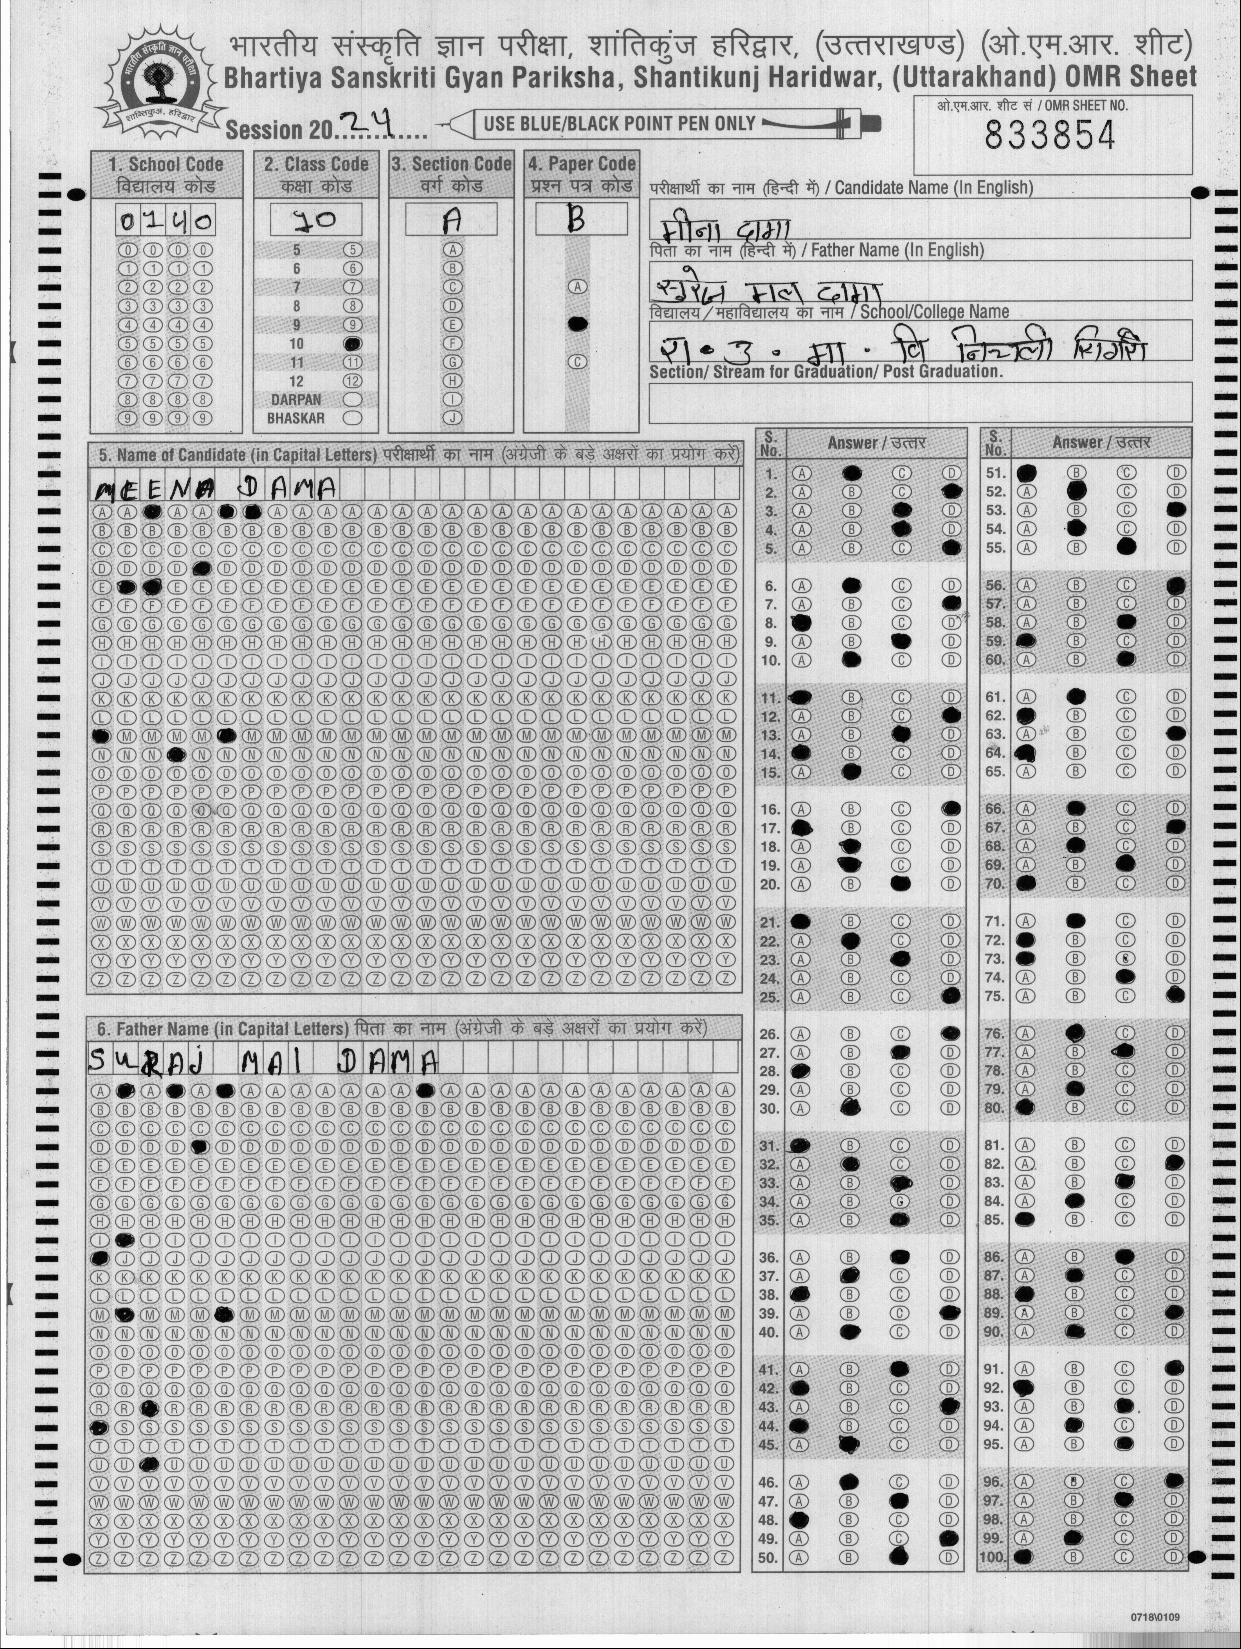 भारतीय संस्कृति ज्ञान परीक्षा, शांतिकुंज हरिद्वार, (उत्तराखण्ड) (ओ.एम.आर. शीट)
Bhartiya Sanskriti Gyan Pariksha, Shantikunj Haridwar, (Uttarakhand) OMR Sheet
Session 2024
USE BLUE/BLACK POINT PEN ONLY
ओ.एम.आर. शीट सं / OMR SHEET NO.
833854
1. School Code
विद्यालय कोड
0140
2. Class Code
कक्षा कोड
10
5
6
7
8
9
10
11
12
DARPAN
BHASKAR
3. Section Code
वर्ग कोड
A
4. Paper Code
प्रश्न पत्र कोड
B
परीक्षार्थी का नाम (हिन्दी में) / Candidate Name (In English)
मीना दामा
पिता का नाम (हिन्दी में) / Father Name (In English)
मल दामा
विद्यालय / महाविद्यालय का नाम / School/College Name
रा. उ. मा. वि
Section/ Stream for Graduation/ Post Graduation.
5. Name of Candidate (in Capital Letters) परीक्षार्थी का नाम (अंग्रेजी के बड़े अक्षरों का प्रयोग करें)
MEENA DAMA
6. Father Name (in Capital Letters) पिता का नाम (अंग्रेजी के बड़े अक्षरों का प्रयोग करें)
SURAJ MAl DAMA
S. No. Answer / उत्तर
S. No. Answer / उत्तर
0718\0109